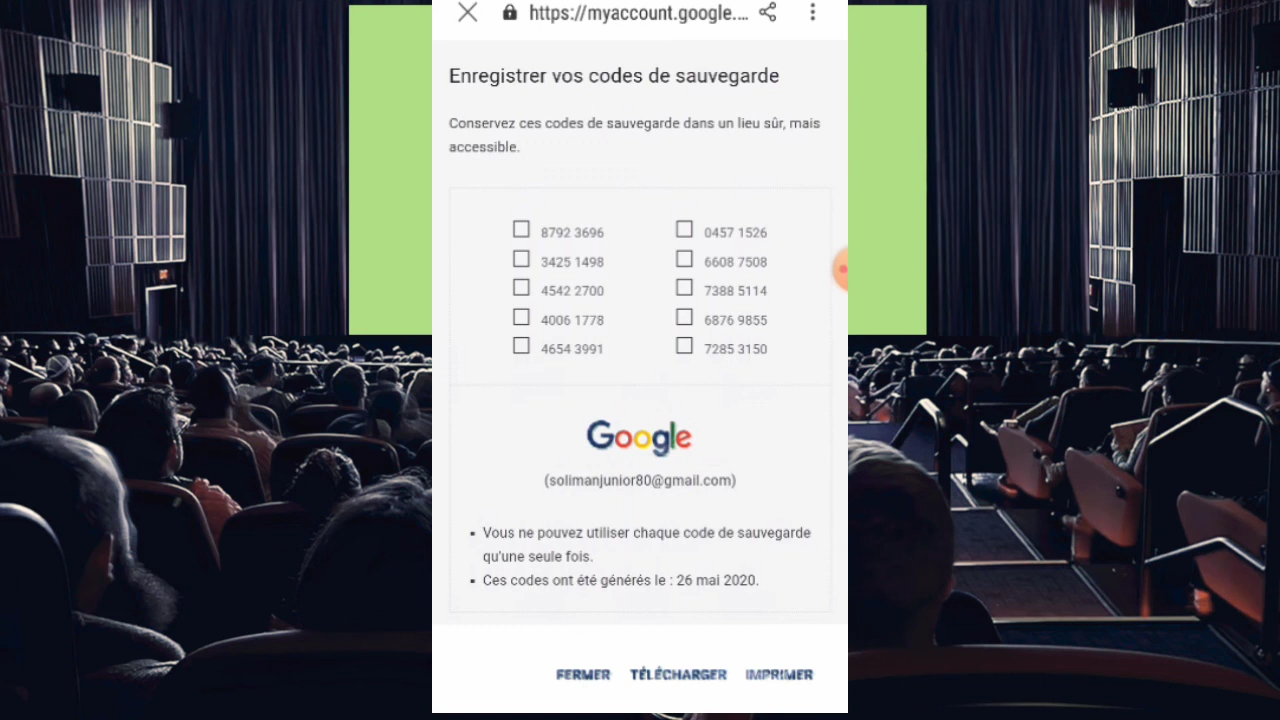 https://myaccount.google....
Enregistrer vos codes de sauvegarde
Conservez ces codes de sauvegarde dans un lieu sûr, mais
accessible.
8792 3696 0457 1526
3425 1498 6608 7508
4542 2700 7388 5114
4006 1778 6876 9855
4654 3991 7285 3150
Google
(solimanjunior80@gmail.com)
▪ Vous ne pouvez utiliser chaque code de sauvegarde
qu'une seule fois.
▪ Ces codes ont été générés le : 26 mai 2020.
FERMER TÉLÉCHARGER IMPRIMER